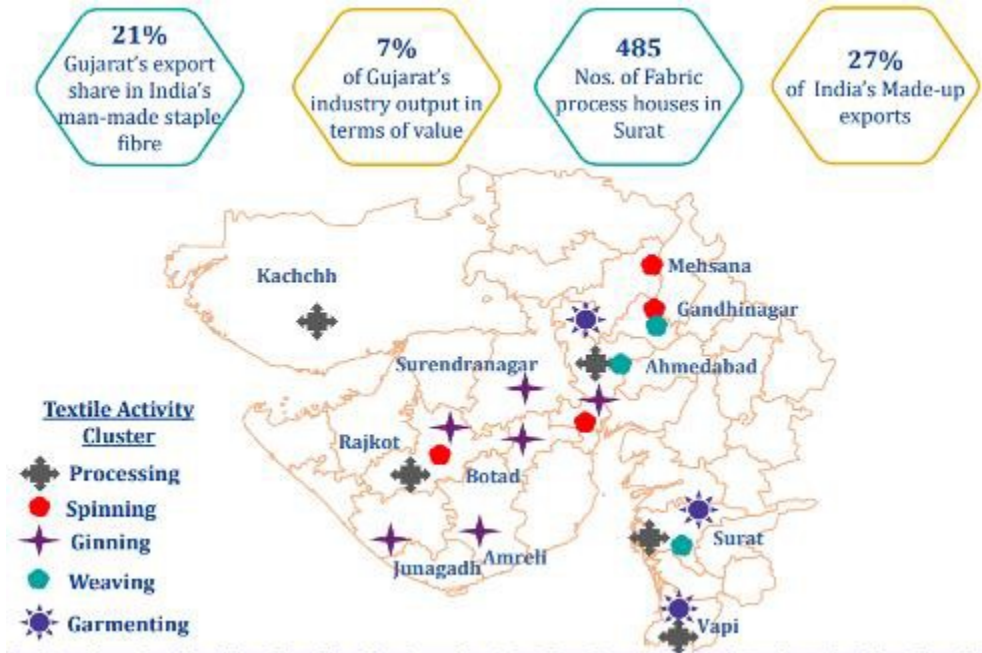 21%
Gujarat's export
share in India's
man-made staple
fibre
7%
of Gujarat's
industry output in
terms of value
485
Nos. of Fabric
process houses in
Surat
27%
of India's Made-up
exports
Kachchh
Mehsana
Gandhinagar
Surendranagar
Ahmedabad
Rajkot
Botad
Surat
Junagadh
Amreli
Vapi
Textile Activity
Cluster
Processing
Spinning
Ginning
Weaving
Garmenting